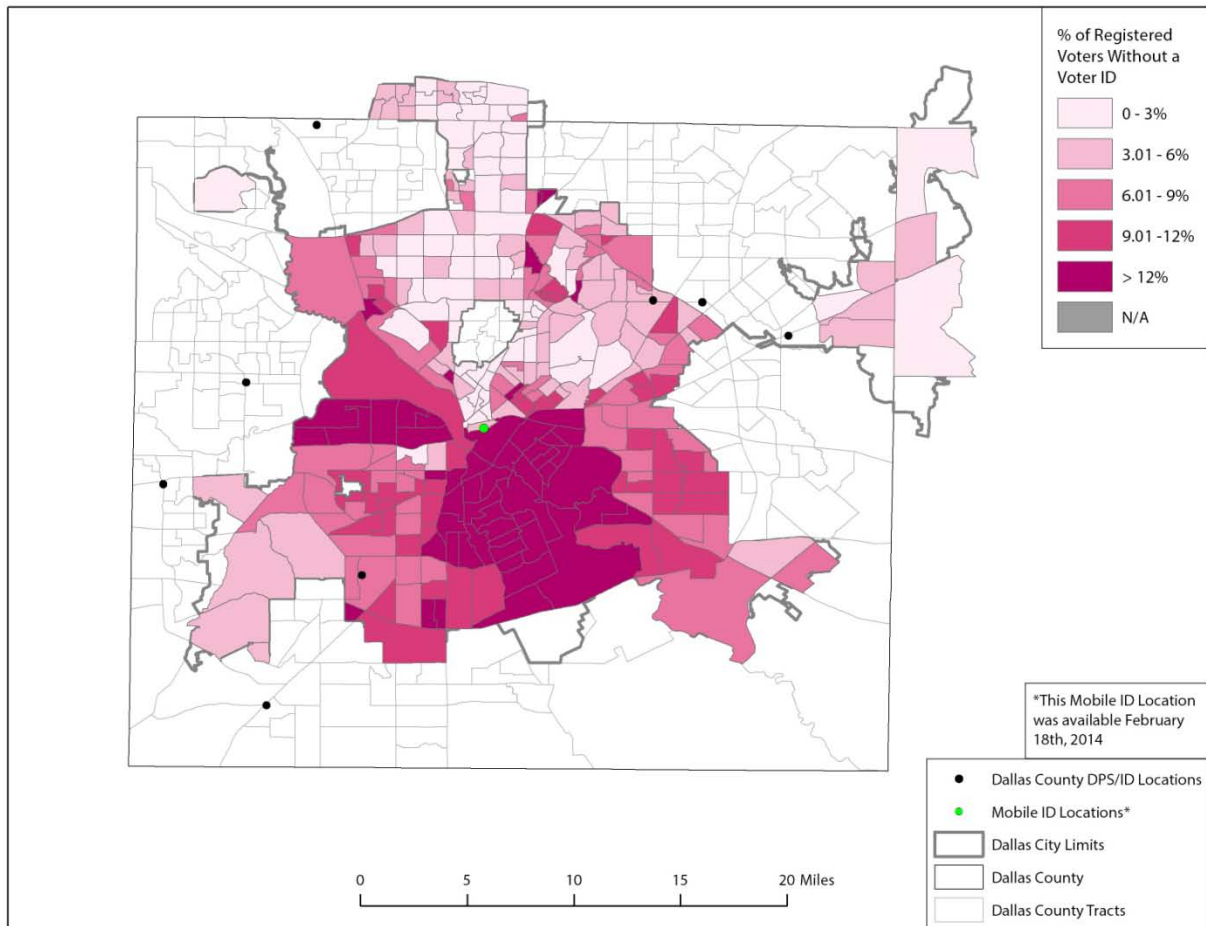 % of Registered
Voters Without a
Voter ID
0 - 3%
3.01 - 6%
6.01 - 9%
9.01 -12%
> 12%
N/A
*This Mobile ID Location
was available February
18th, 2014
Dallas County DPS/ID Locations
Mobile ID Locations*
Dallas City Limits
Dallas County
Dallas County Tracts
0 5 10 15 20 Miles